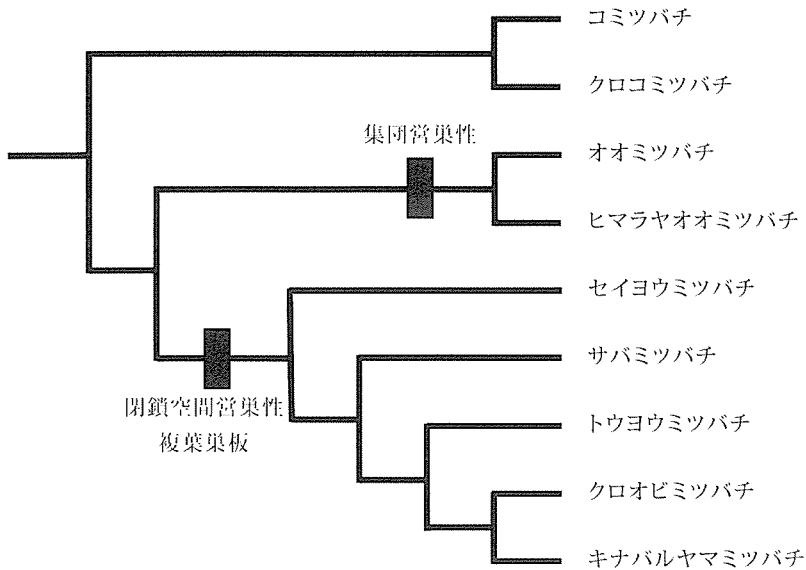 コミツバチ
クロコミツバチ
集団営巣性
オオミツバチ
ヒマラヤオオミツバチ
セイヨウミツバチ
サバミツバチ
閉鎖空間営巣性
複葉巣板
トウヨウミツバチ
クロオビミツバチ
キナバルヤマミツバチ